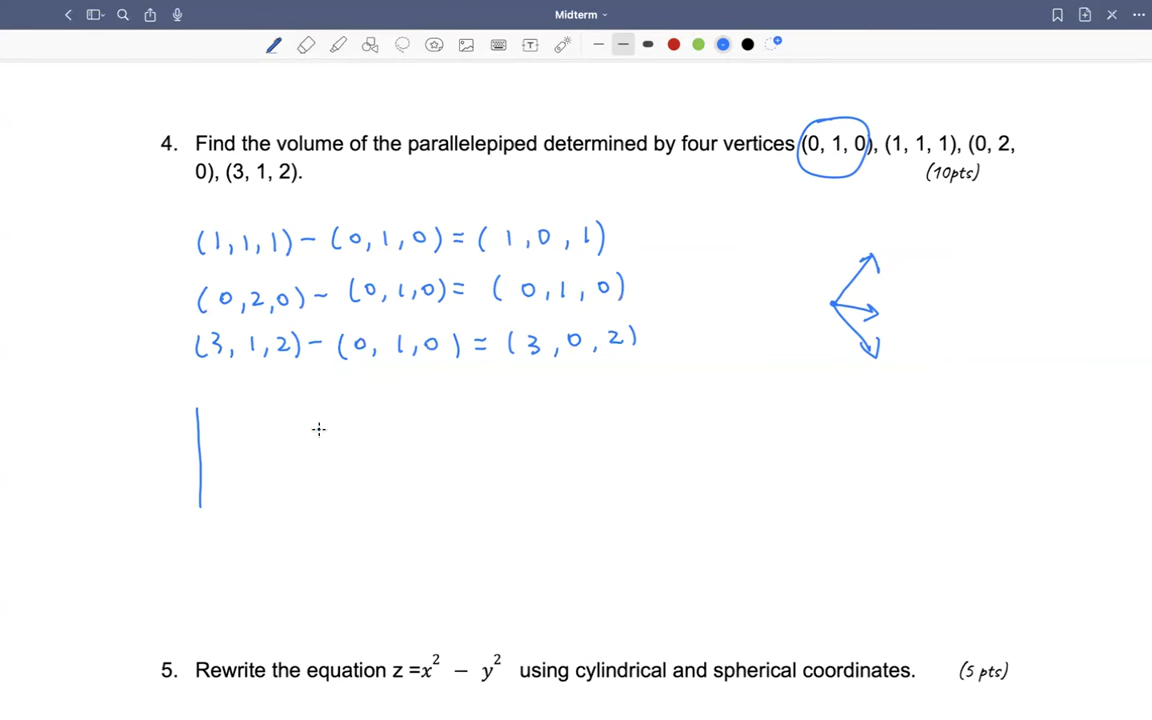 Midterm
4. Find the volume of the parallelepiped determined by four vertices (0, 1, 0), (1, 1, 1), (0, 2,
0), (3, 1, 2). (10pts)
(1,1,1) - (0,1,0) = (1,0,1)
(0,2,0) - (0,1,0) = (0,1,0)
(3,1,2) - (0,1,0) = (3,0,2)
5. Rewrite the equation z =x² − y² using cylindrical and spherical coordinates. (5 pts)